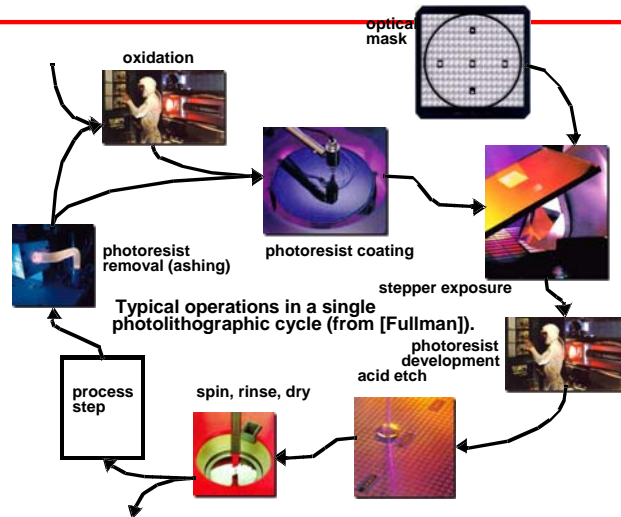 optical
mask
oxidation
photoresist coating
photoresist
removal (ashing)
stepper exposure
Typical operations in a single
photolithographic cycle (from [Fullman]).
photoresist
development
acid etch
process
step
spin, rinse, dry